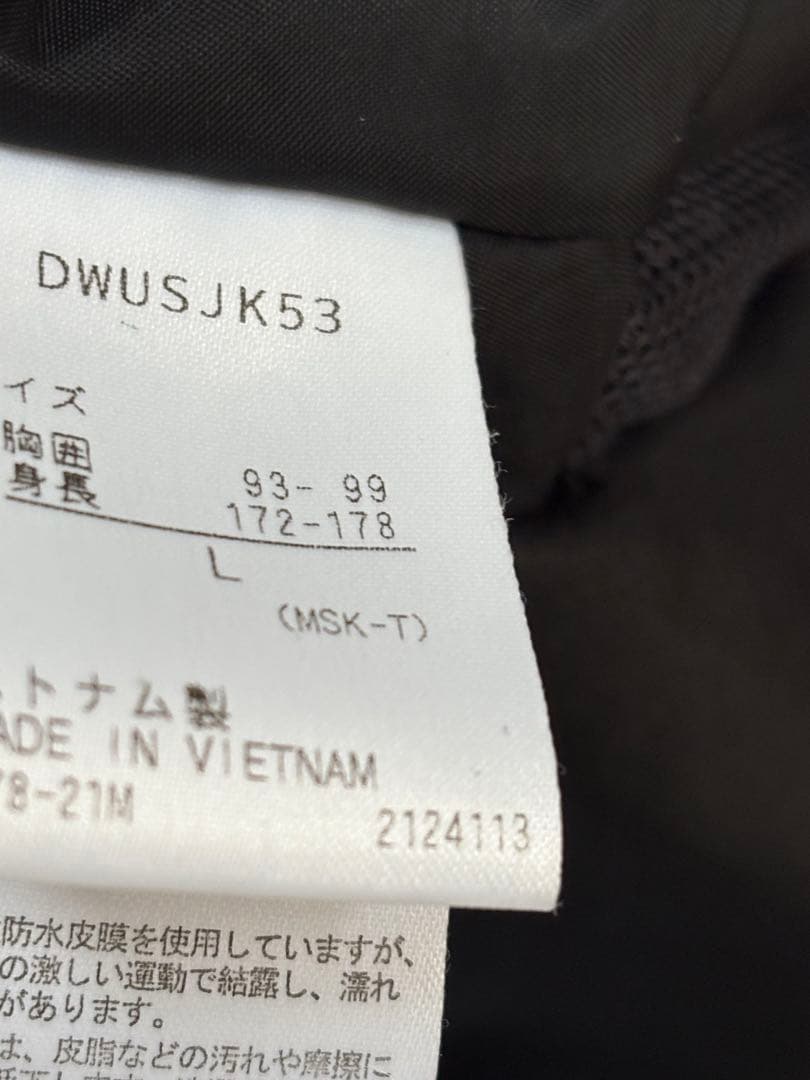 DWUSJK53
イズ
胸囲 93- 99
身長 172-178
L
(MSK-T)
トナム製
ADE IN VIETNAM
78-21M 2124113
防水皮膜を使用していますが、
の激しい運動で結露し、濡れ
があります。
は、皮脂などの汚れや摩擦に